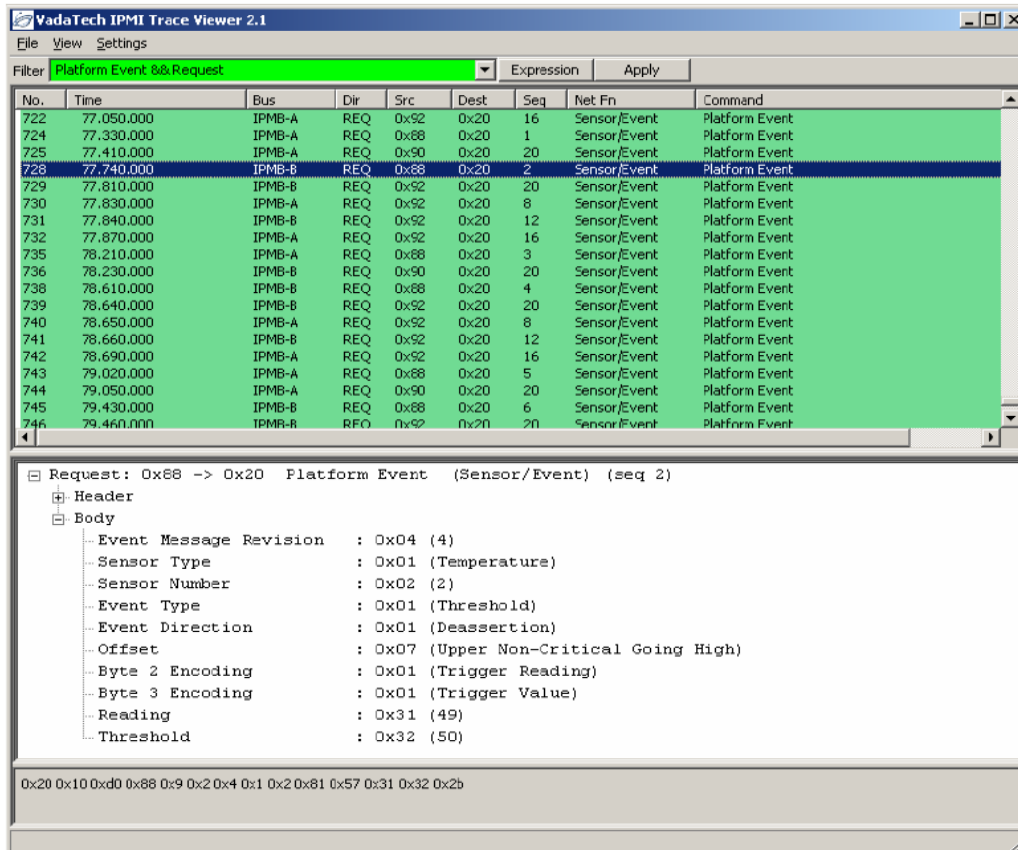 VadaTech IPMI Trace Viewer 2.1
File View Settings
Filter Platform Event && Request Expression Apply
No. Time Bus Dir Src Dest Seq Net Fn Command
722 77.050.000 IPMB-A REQ 0x92 0x20 16 Sensor/Event Platform Event
724 77.330.000 IPMB-A REQ 0x88 0x20 1 Sensor/Event Platform Event
725 77.410.000 IPMB-A REQ 0x90 0x20 20 Sensor/Event Platform Event
728 77.740.000 IPMB-B REQ 0x88 0x20 2 Sensor/Event Platform Event
729 77.810.000 IPMB-B REQ 0x92 0x20 20 Sensor/Event Platform Event
730 77.830.000 IPMB-A REQ 0x92 0x20 8 Sensor/Event Platform Event
731 77.840.000 IPMB-B REQ 0x92 0x20 12 Sensor/Event Platform Event
732 77.870.000 IPMB-A REQ 0x92 0x20 16 Sensor/Event Platform Event
735 78.210.000 IPMB-A REQ 0x88 0x20 3 Sensor/Event Platform Event
736 78.230.000 IPMB-B REQ 0x90 0x20 20 Sensor/Event Platform Event
738 78.610.000 IPMB-B REQ 0x88 0x20 4 Sensor/Event Platform Event
739 78.640.000 IPMB-B REQ 0x92 0x20 20 Sensor/Event Platform Event
740 78.650.000 IPMB-A REQ 0x92 0x20 8 Sensor/Event Platform Event
741 78.660.000 IPMB-B REQ 0x92 0x20 12 Sensor/Event Platform Event
742 78.690.000 IPMB-A REQ 0x92 0x20 16 Sensor/Event Platform Event
743 79.020.000 IPMB-A REQ 0x88 0x20 5 Sensor/Event Platform Event
744 79.050.000 IPMB-A REQ 0x90 0x20 20 Sensor/Event Platform Event
745 79.430.000 IPMB-B REQ 0x88 0x20 6 Sensor/Event Platform Event
746 79.460.000 IPMB-B REQ 0x92 0x20 20 Sensor/Event Platform Event
Request: 0x88 -> 0x20 Platform Event (Sensor/Event) (seq 2)
Header
Body
Event Message Revision : 0x04 (4)
Sensor Type : 0x01 (Temperature)
Sensor Number : 0x02 (2)
Event Type : 0x01 (Threshold)
Event Direction : 0x01 (Deassertion)
Offset : 0x07 (Upper Non-Critical Going High)
Byte 2 Encoding : 0x01 (Trigger Reading)
Byte 3 Encoding : 0x01 (Trigger Value)
Reading : 0x31 (49)
Threshold : 0x32 (50)
0x20 0x10 0xd0 0x88 0x9 0x2 0x4 0x1 0x2 0x81 0x57 0x31 0x32 0x2b